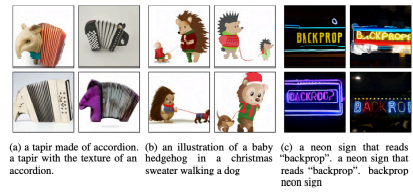 BACKPROP
BACKPROP
BACKPROP
BACKRO
(a) a tapir made of accordion.
a tapir with the texture of an
accordion.
(b) an illustration of a baby
hedgehog in a christmas
sweater walking a dog
(c) a neon sign that reads
“backprop”. a neon sign that
reads “backprop”. backprop
neon sign